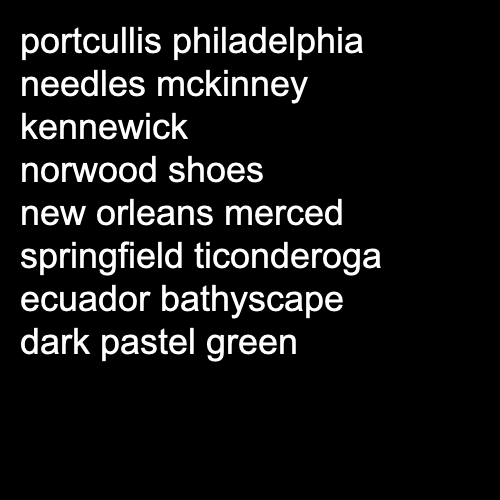 portcullis philadelphia
needles mckinney
kennewick
norwood shoes
new orleans merced
springfield ticonderoga
ecuador bathyscape
dark pastel green